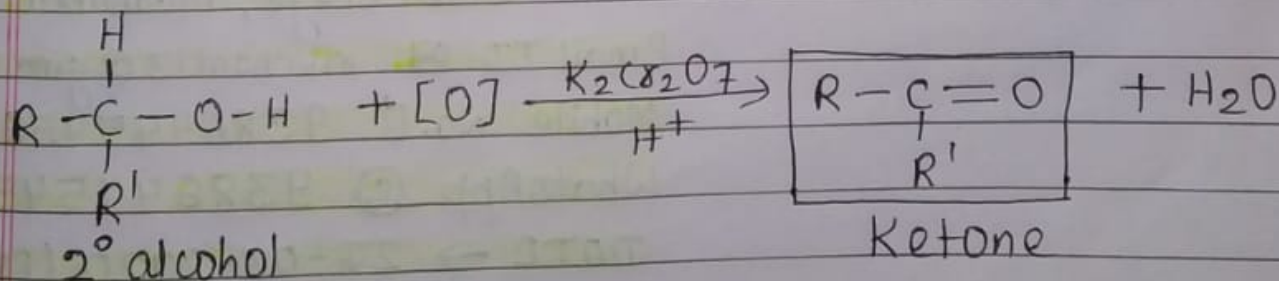 H
R - C - O - H + [O] K2Cr2O7 H+ → R - C = O + H2O
R' R'
2° alcohol Ketone